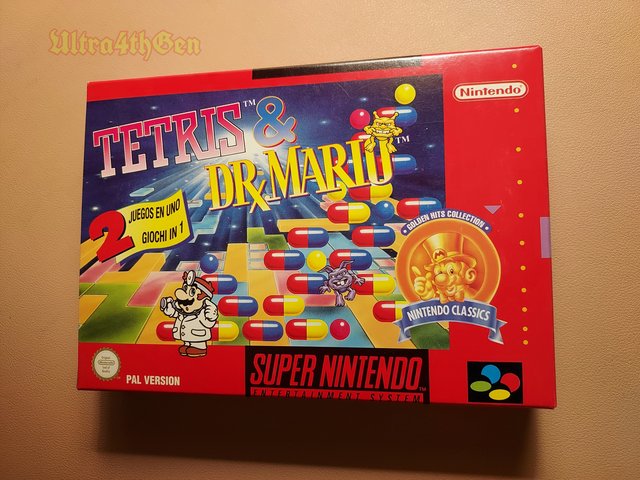 Ultra4thGen
Nintendo
TETRIS™ &
DR. MARIO™
2 JUEGOS EN UNO
GIOCHI IN 1
GOLDEN HITS COLLECTION
NINTENDO CLASSICS
Nintendo
PAL VERSION
SUPER NINTENDO™
ENTERTAINMENT SYSTEM